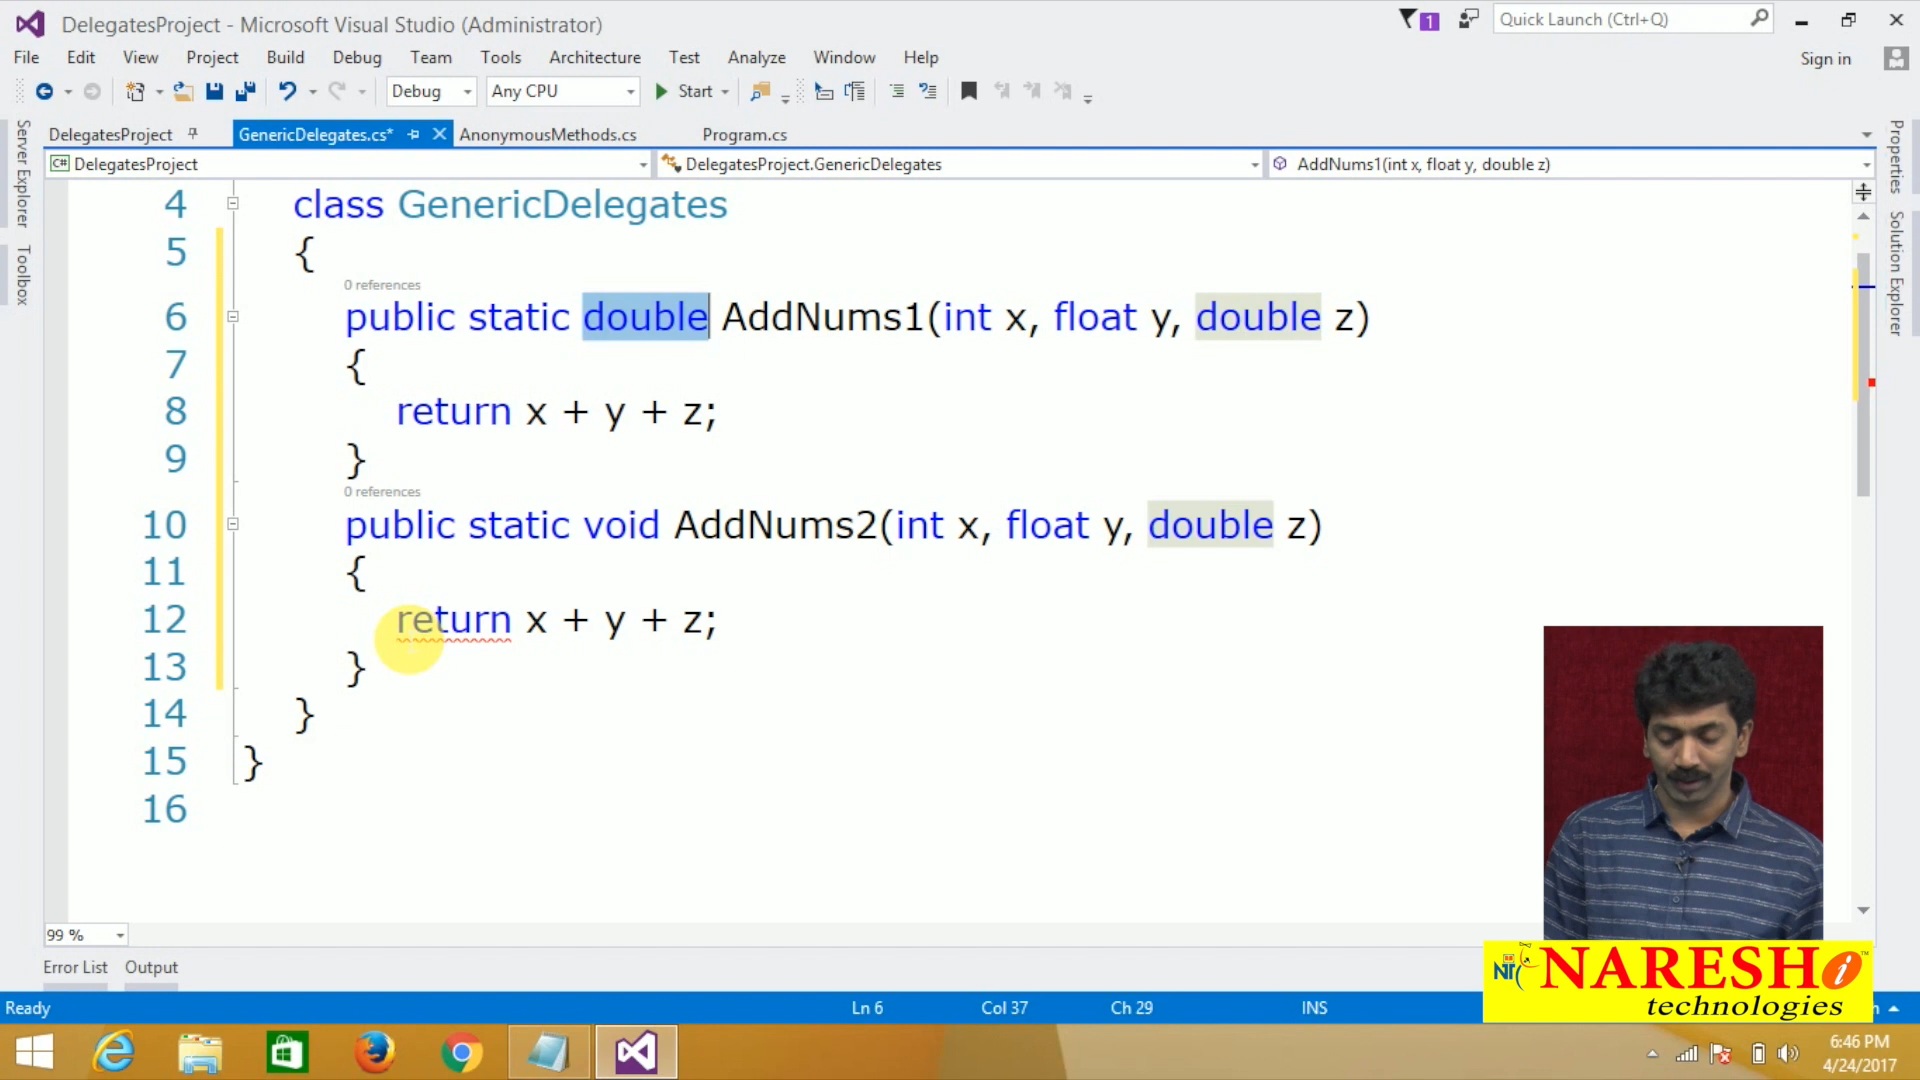 DelegatesProject - Microsoft Visual Studio (Administrator)
1
Quick Launch (Ctrl+Q)
File Edit View Project Build Debug Team Tools Architecture Test Analyze Window Help
Sign in
Debug Any CPU Start
DelegatesProject GenericDelegates.cs* AnonymousMethods.cs Program.cs
C# DelegatesProject DelegatesProject.GenericDelegates AddNums1(int x, float y, double z)
Server Explorer
Toolbox
Properties
Solution Explorer
4 class GenericDelegates
5 {
0 references
6 public static double AddNums1(int x, float y, double z)
7 {
8 return x + y + z;
9 }
0 references
10 public static void AddNums2(int x, float y, double z)
11 {
12 return x + y + z;
13 }
14 }
15 }
16
99 %
Error List Output
Ready Ln 6 Col 37 Ch 29 INS
NARESH i
technologies
6:46 PM
4/24/2017